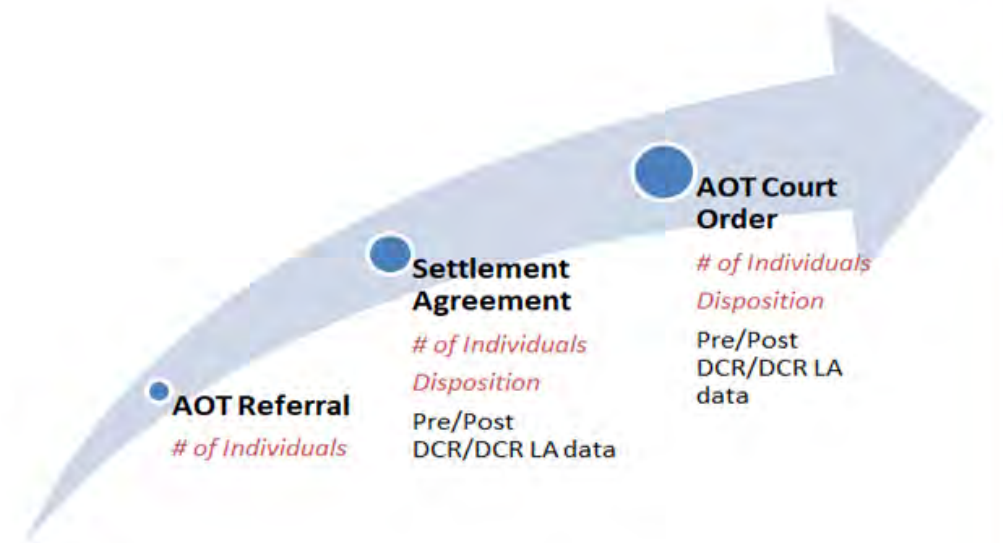 AOT Referral
# of Individuals
Settlement
Agreement
# of Individuals
Disposition
Pre/Post
DCR/DCR LA data
AOT Court
Order
# of Individuals
Disposition
Pre/Post
DCR/DCR LA
data